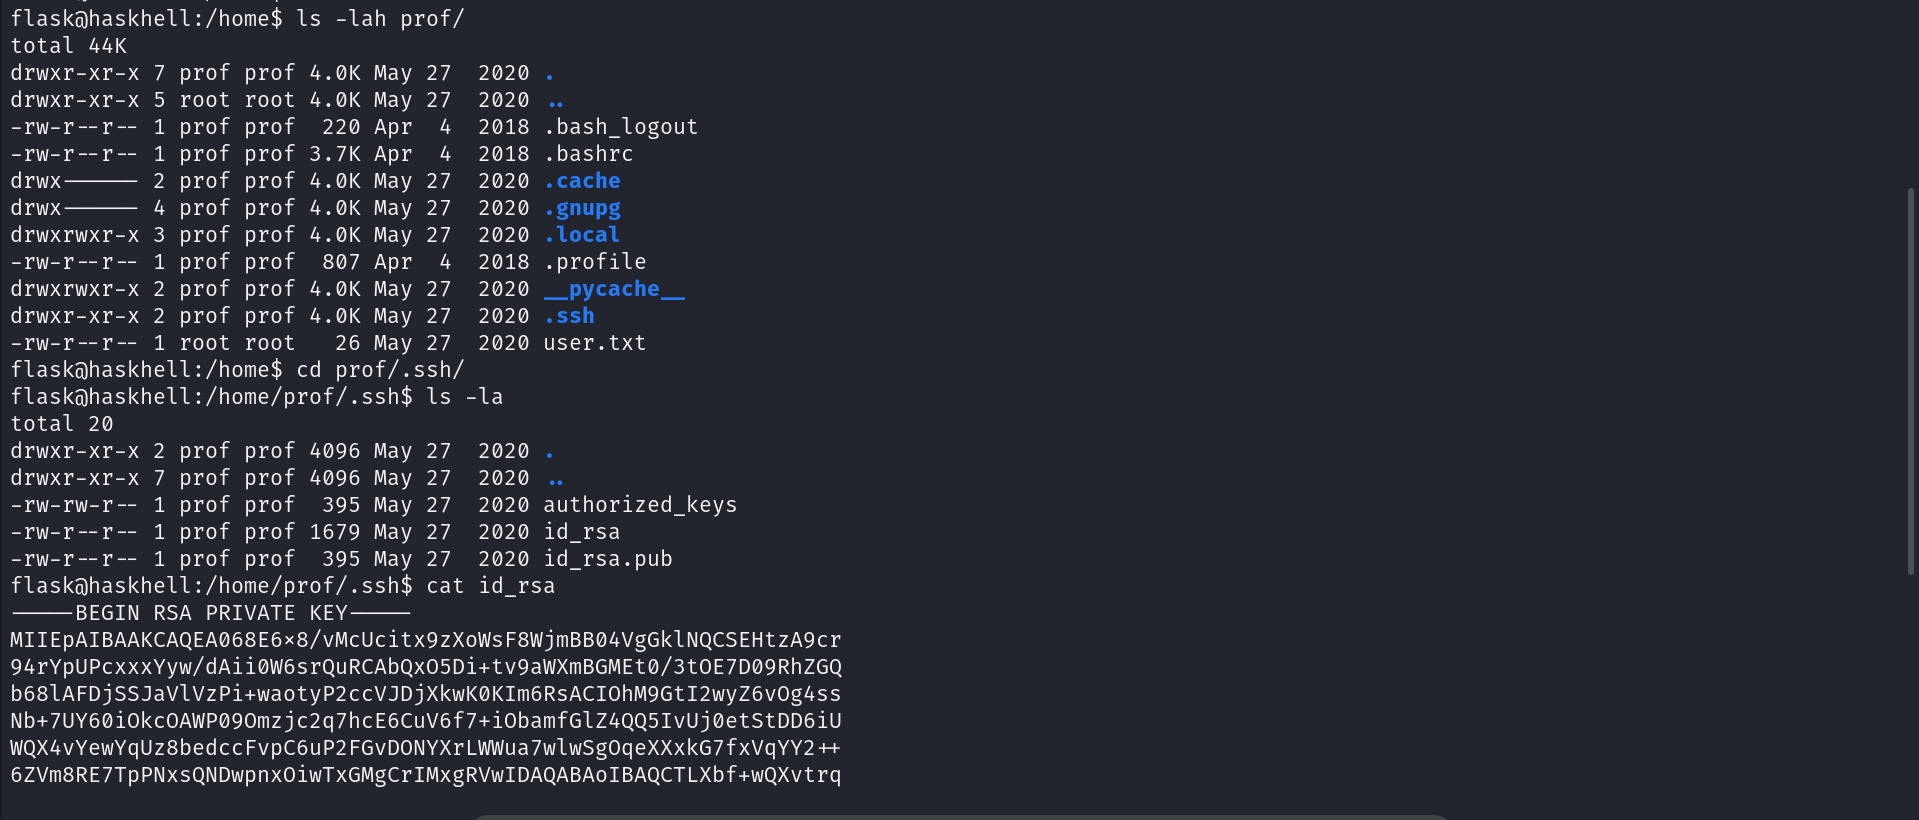 flask@haskhell:/home$ ls -lah prof/
total 44K
drwxr-xr-x 7 prof prof 4.0K May 27  2020 .
drwxr-xr-x 5 root root 4.0K May 27  2020 ..
-rw-r--r-- 1 prof prof  220 Apr  4  2018 .bash_logout
-rw-r--r-- 1 prof prof 3.7K Apr  4  2018 .bashrc
drwx------ 2 prof prof 4.0K May 27  2020 .cache
drwx------ 4 prof prof 4.0K May 27  2020 .gnupg
drwxrwxr-x 3 prof prof 4.0K May 27  2020 .local
-rw-r--r-- 1 prof prof  807 Apr  4  2018 .profile
drwxrwxr-x 2 prof prof 4.0K May 27  2020 __pycache__
drwxr-xr-x 2 prof prof 4.0K May 27  2020 .ssh
-rw-r--r-- 1 root root   26 May 27  2020 user.txt
flask@haskhell:/home$ cd prof/.ssh/
flask@haskhell:/home/prof/.ssh$ ls -la
total 20
drwxr-xr-x 2 prof prof 4096 May 27  2020 .
drwxr-xr-x 7 prof prof 4096 May 27  2020 ..
-rw-rw-r-- 1 prof prof  395 May 27  2020 authorized_keys
-rw-r--r-- 1 prof prof 1679 May 27  2020 id_rsa
-rw-r--r-- 1 prof prof  395 May 27  2020 id_rsa.pub
flask@haskhell:/home/prof/.ssh$ cat id_rsa
-----BEGIN RSA PRIVATE KEY-----
MIIEpAIBAAKCAQEA068E6x8/vMcUcitx9zXoWsF8WjmBB04VgGklNQCSEHtzA9cr
94rYpUPcxxxYyw/dAii0W6srQuRCAbQxO5Di+tv9aWXmBGMEt0/3tOE7D09RhZGQ
b68lAFDjSSJaVlVzPi+waotyP2ccVJDjXkwK0KIm6RsACIOhM9GtI2wyZ6vOg4ss
Nb+7UY60iOkcOAWP09Omzjc2q7hcE6CuV6f7+iObamfGlZ4QQ5IvUj0etStDD6iU
WQX4vYewYqUz8bedccFvpC6uP2FGvDONYXrLWWua7wlwSgOqeXXxkG7fxVqYY2++
6ZVm8RE7TpPNxsQNDwpnxOiwTxGMgCrIMxgRVwIDAQABAoIBAQCTLXbf+wQXvtrq